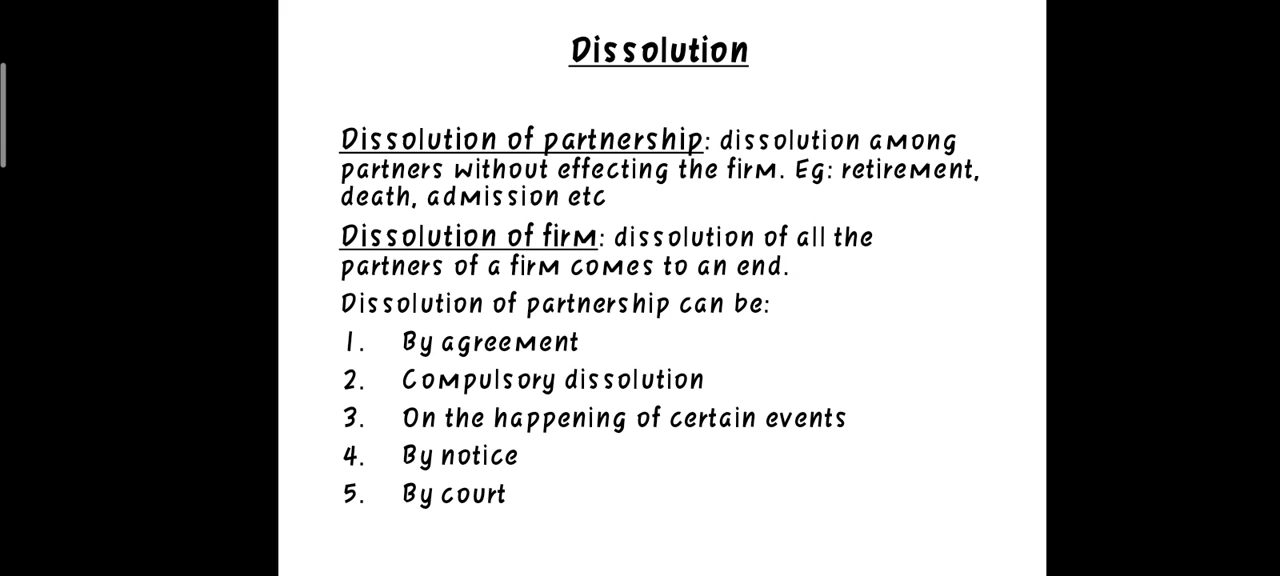 Dissolution
Dissolution of partnership: dissolution among
partners without effecting the firm. Eg: retirement,
death, admission etc
Dissolution of firm: dissolution of all the
partners of a firm comes to an end.
Dissolution of partnership can be:
1. By agreement
2. Compulsory dissolution
3. On the happening of certain events
4. By notice
5. By court